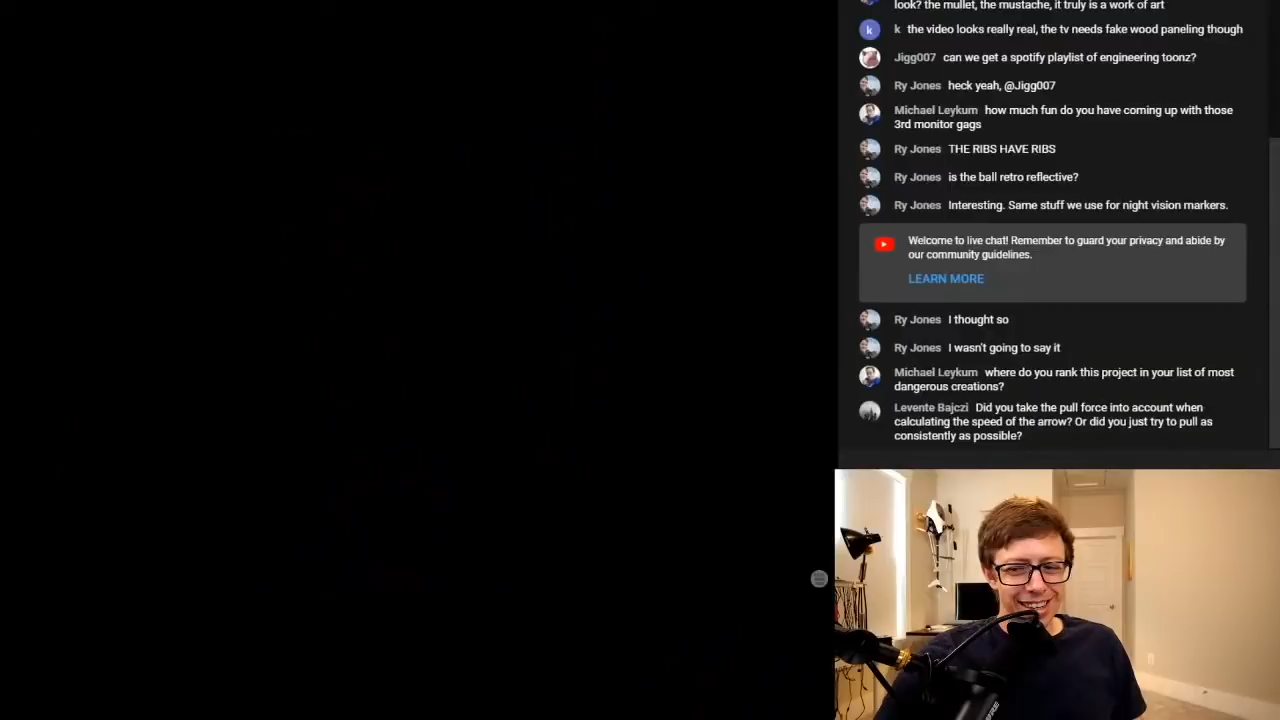 look? the mullet, the mustache, it truly is a work of art
k the video looks really real, the tv needs fake wood paneling though
Jigg007 can we get a spotify playlist of engineering toonz?
Ry Jones heck yeah, @Jigg007
Michael Leykum how much fun do you have coming up with those
3rd monitor gags
Ry Jones THE RIBS HAVE RIBS
Ry Jones is the ball retro reflective?
Ry Jones Interesting. Same stuff we use for night vision markers.
Welcome to live chat! Remember to guard your privacy and abide by
our community guidelines.
LEARN MORE
Ry Jones I thought so
Ry Jones I wasn't going to say it
Michael Leykum where do you rank this project in your list of most
dangerous creations?
Levente Bajczi Did you take the pull force into account when
calculating the speed of the arrow? Or did you just try to pull as
consistently as possible?